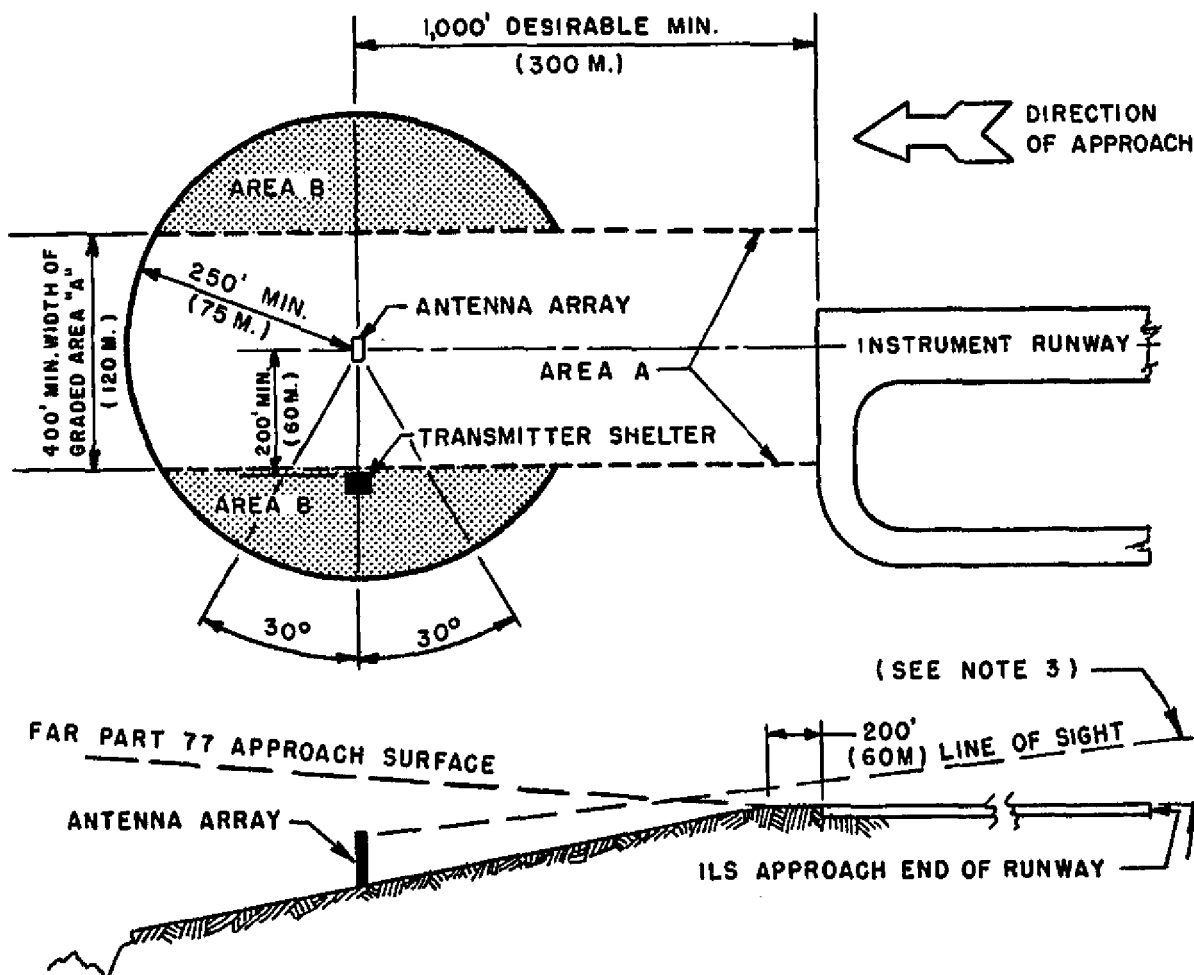 1,000' DESIRABLE MIN.
(300 M.)
DIRECTION
OF APPROACH
AREA B
250' MIN.
(75 M.)
ANTENNA ARRAY
400' MIN. WIDTH OF
GRADED AREA "A"
(120 M.)
INSTRUMENT RUNWAY
AREA A
200' MIN.
(60M.)
TRANSMITTER SHELTER
AREA B
30°
30°
(SEE NOTE 3)
FAR PART 77 APPROACH SURFACE
200'
(60M)
LINE OF SIGHT
ANTENNA ARRAY
ILS APPROACH END OF RUNWAY